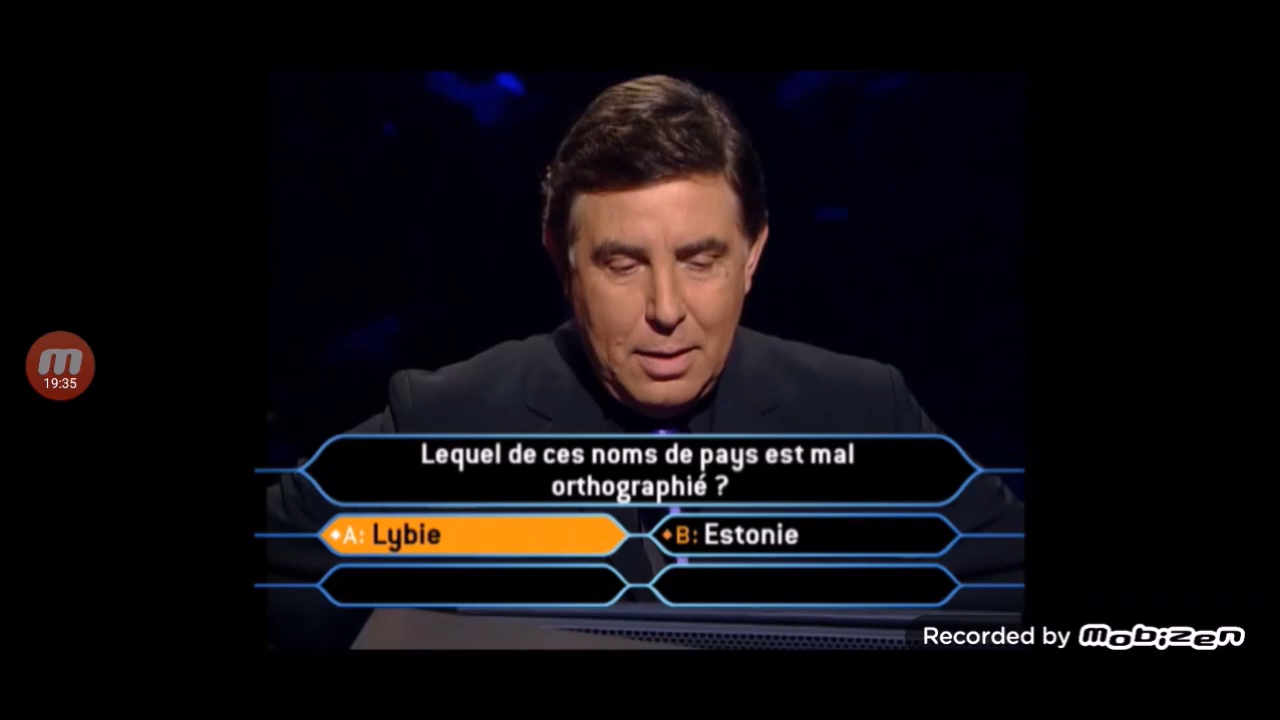 Lequel de ces noms de pays est mal
orthographié ?
A: Lybie
B: Estonie
19:35
Recorded by mobizen